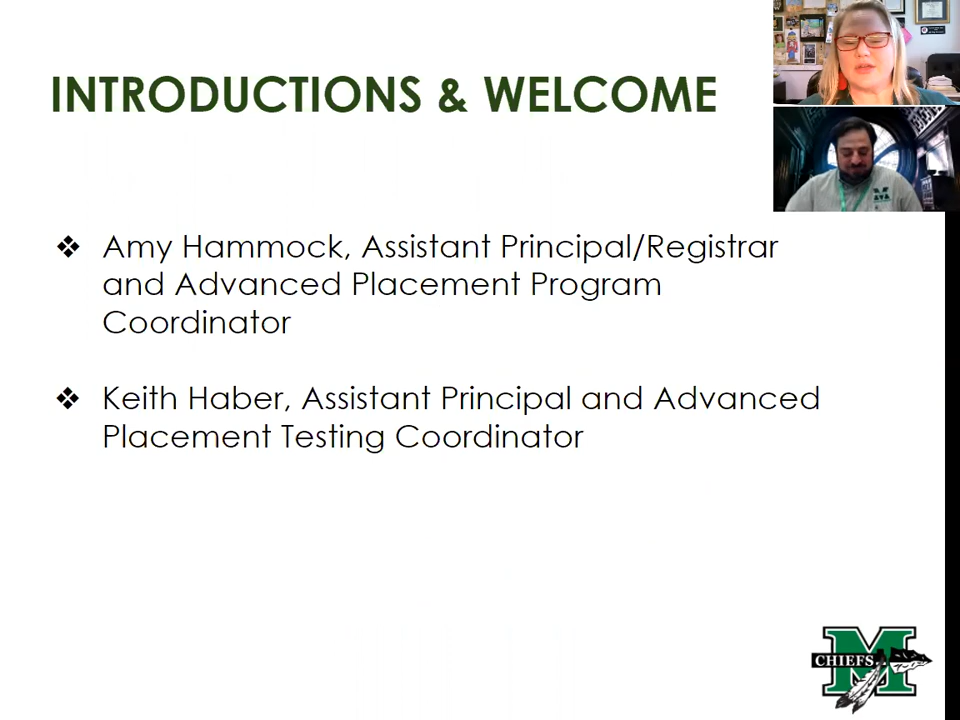 INTRODUCTIONS & WELCOME
❖ Amy Hammock, Assistant Principal/Registrar
and Advanced Placement Program
Coordinator
❖ Keith Haber, Assistant Principal and Advanced
Placement Testing Coordinator
M
CHIEFS